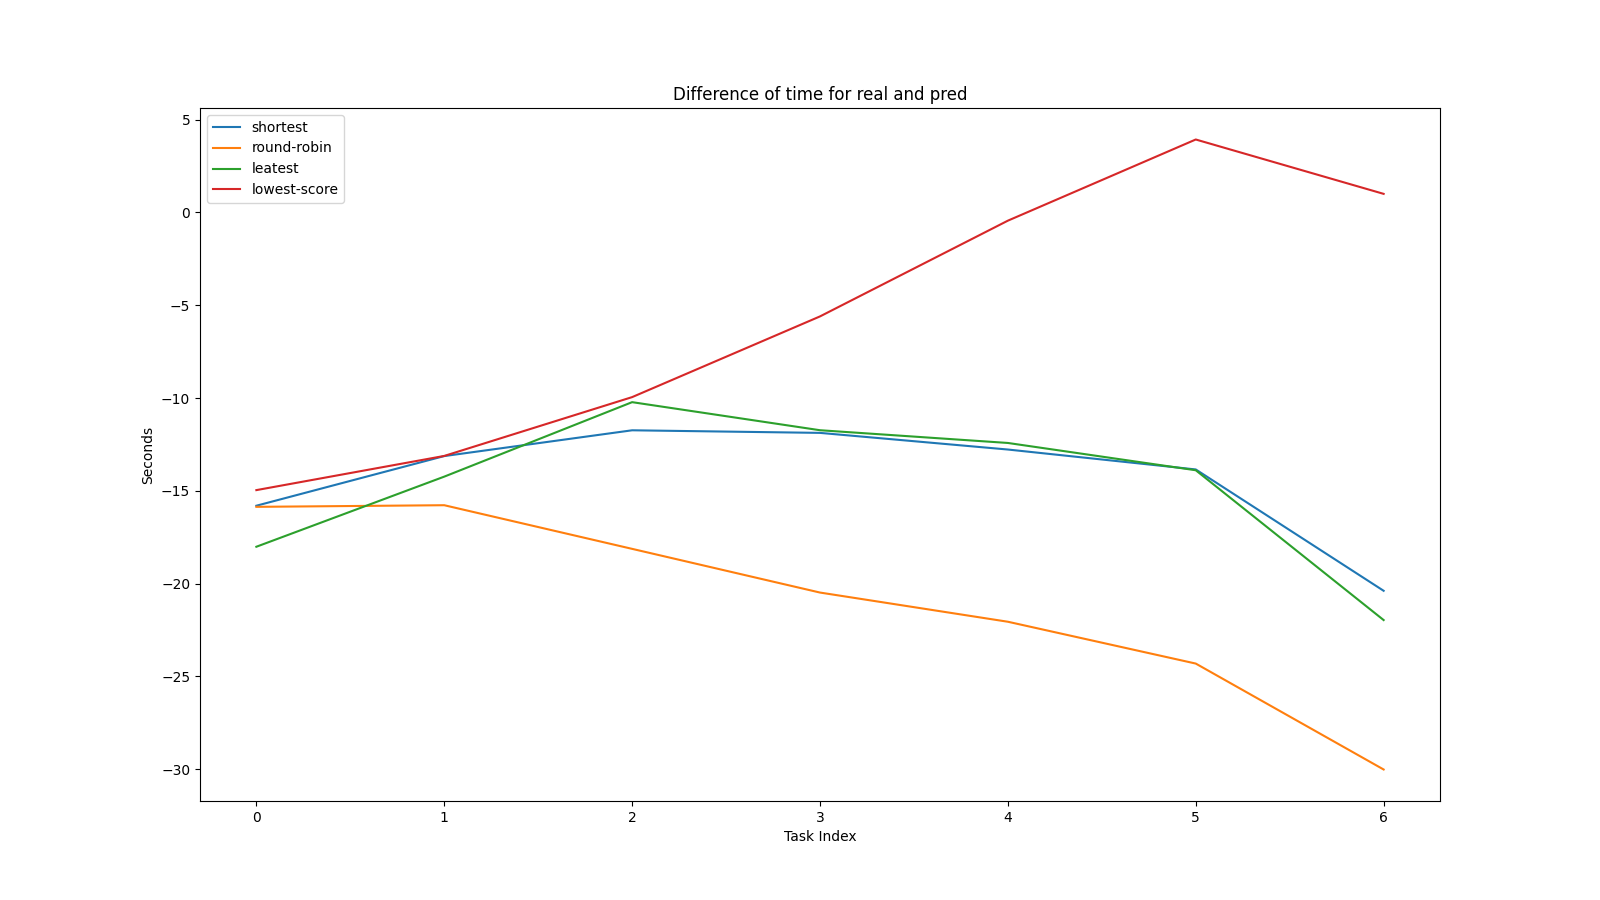 Difference of time for real and pred
shortest
round-robin
leatest
lowest-score
5
0
−5
−10
−15
−20
−25
−30
Seconds
0 1 2 3 4 5 6
Task Index